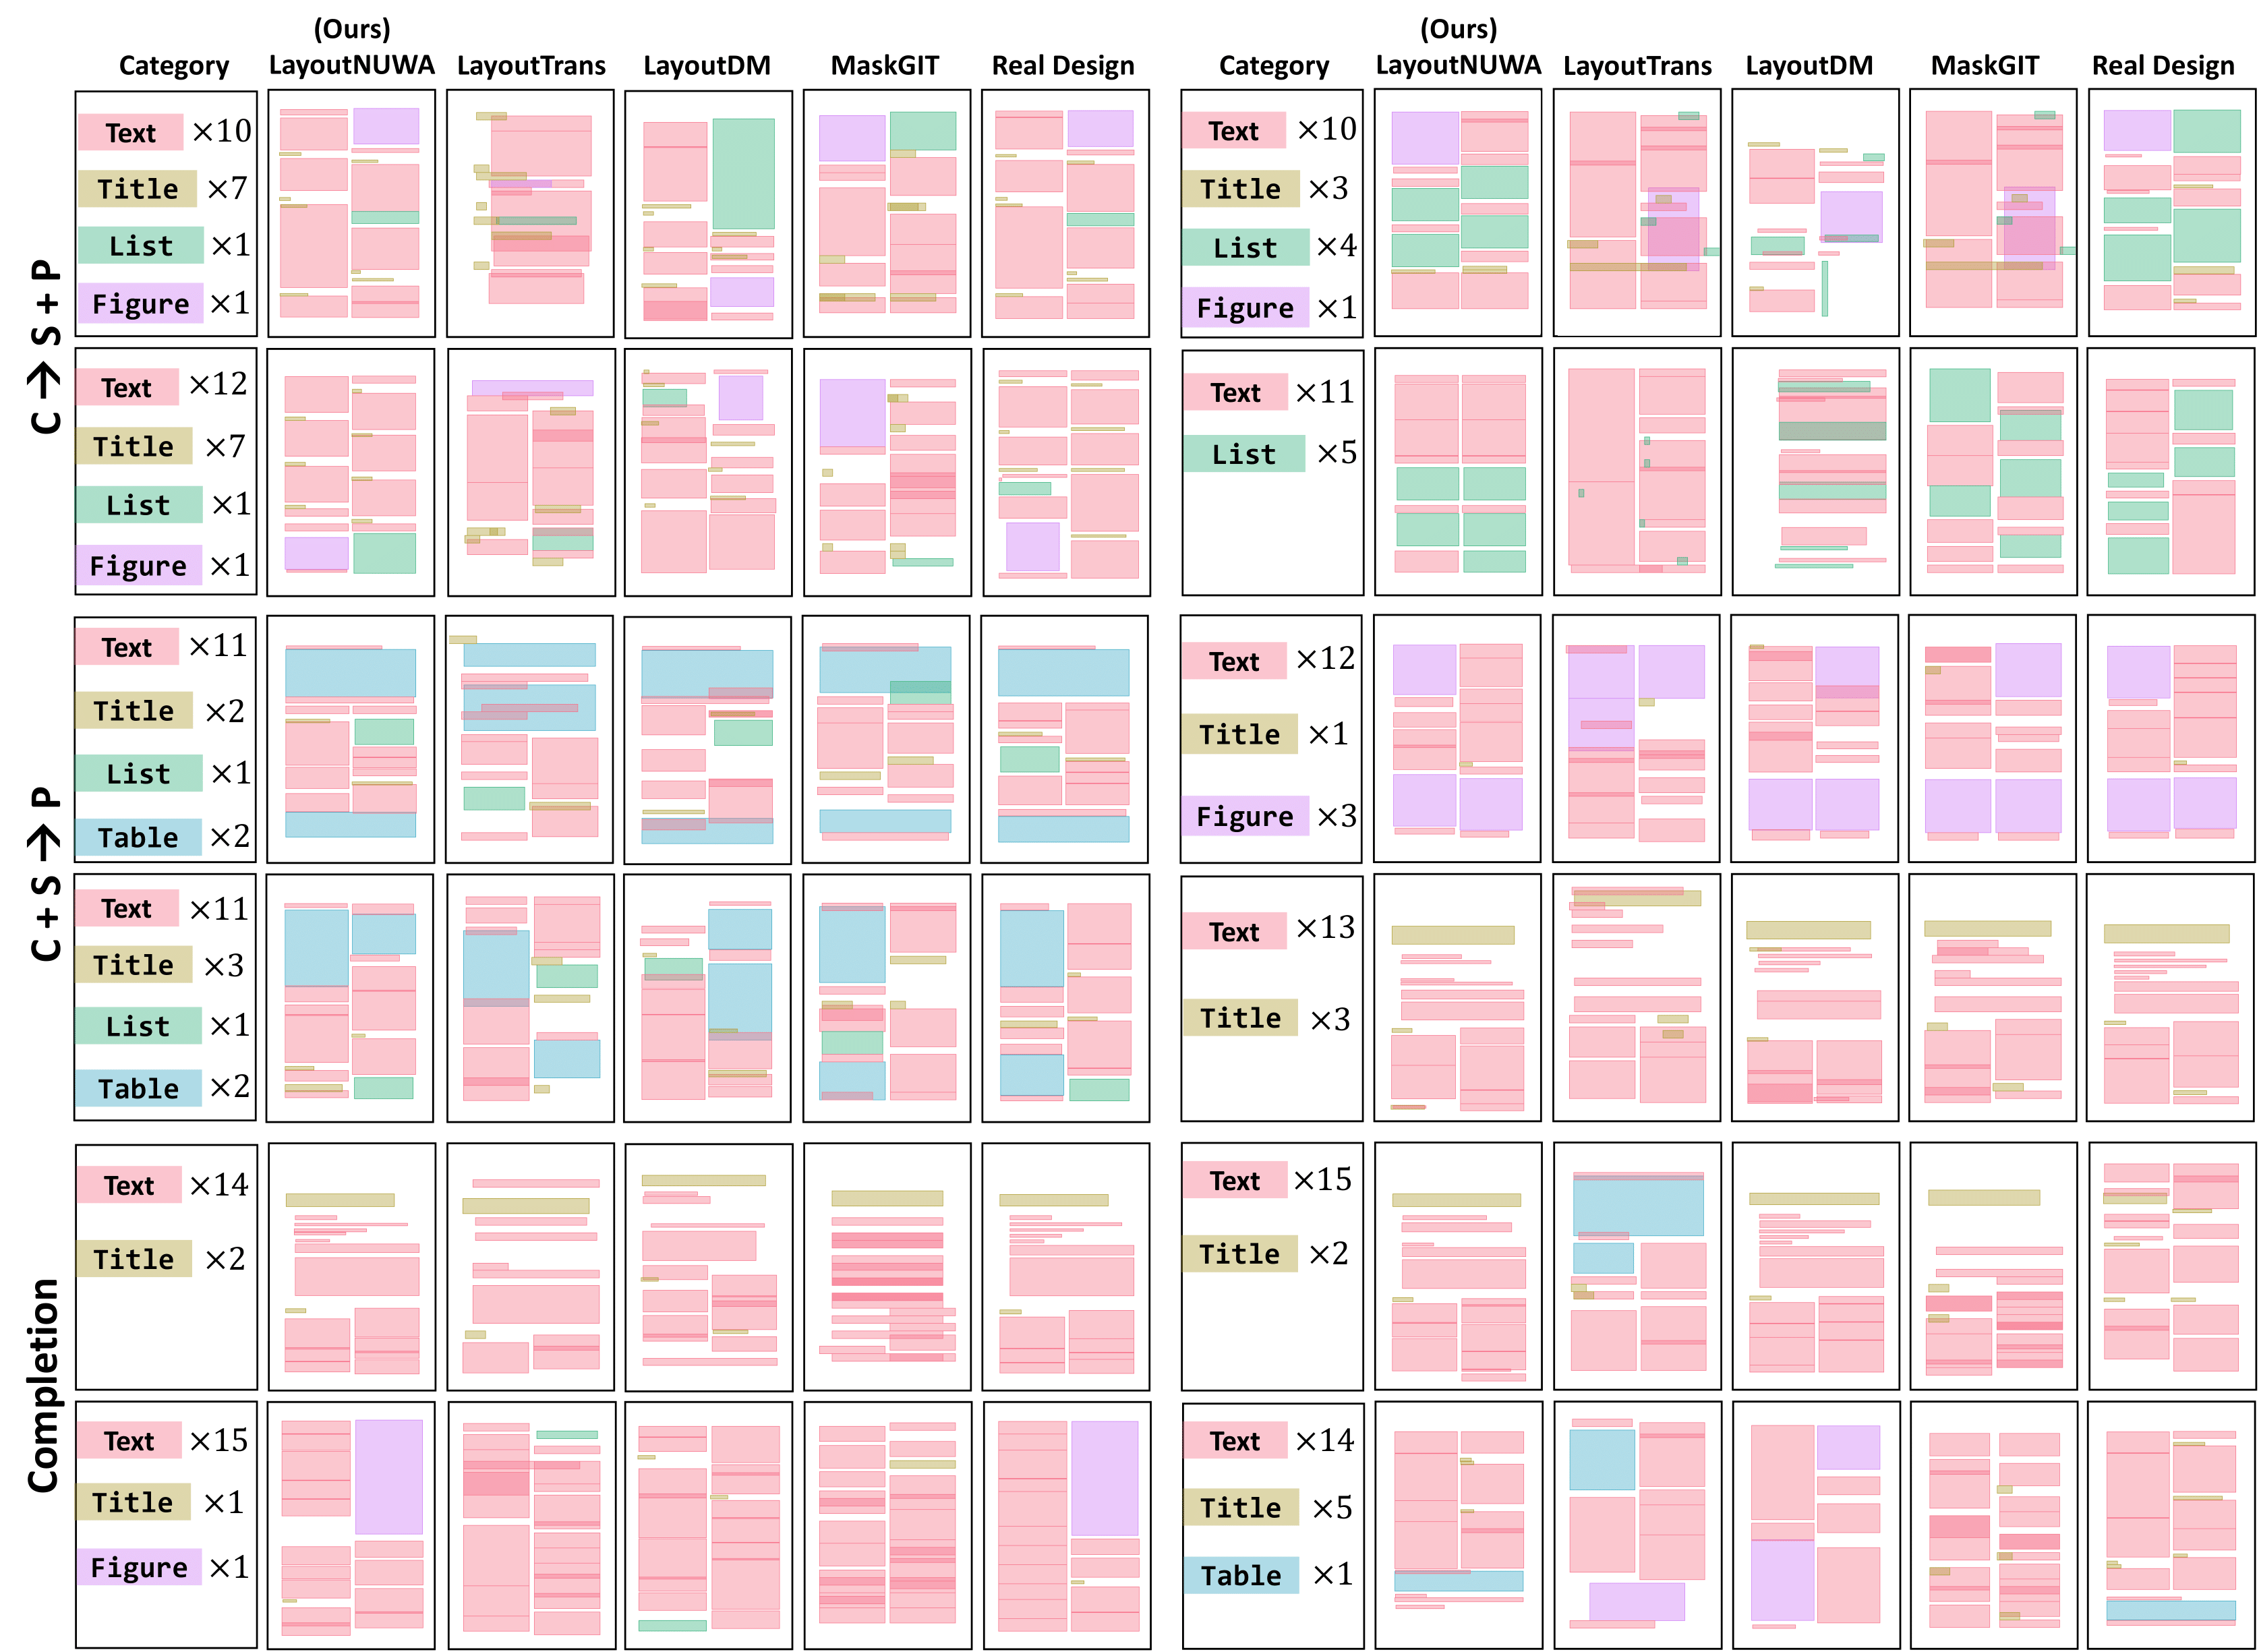 (Ours)
Category LayoutNUWA LayoutTrans LayoutDM MaskGIT Real Design
(Ours)
Category LayoutNUWA LayoutTrans LayoutDM MaskGIT Real Design
C → S + P
Text ×10
Title ×7
List ×1
Figure ×1
Text ×10
Title ×3
List ×4
Figure ×1
Text ×12
Title ×7
List ×1
Figure ×1
Text ×11
List ×5
C + S → P
Text ×11
Title ×2
List ×1
Table ×2
Text ×12
Title ×1
Figure ×3
Text ×11
Title ×3
List ×1
Table ×2
Text ×13
Title ×3
Completion
Text ×14
Title ×2
Text ×15
Title ×2
Text ×15
Title ×1
Figure ×1
Text ×14
Title ×5
Table ×1